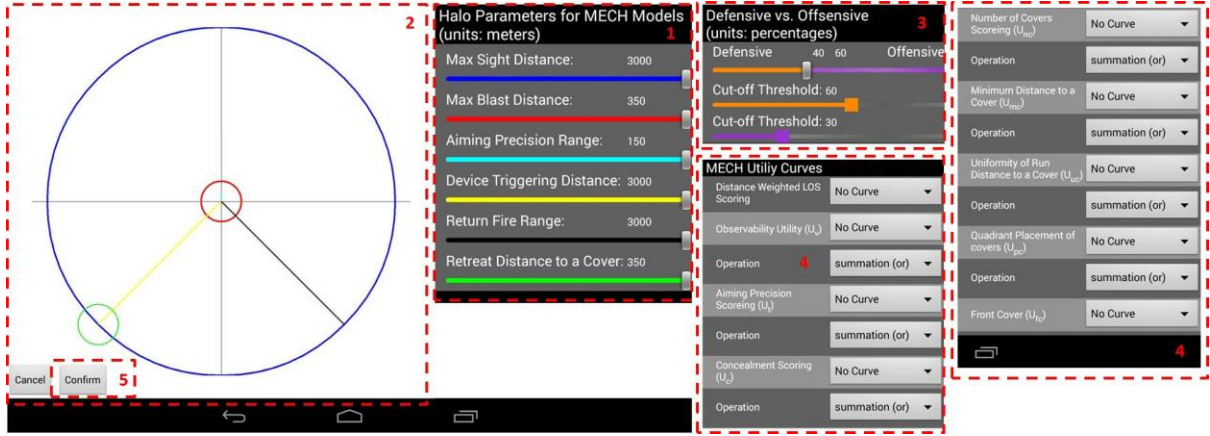 2
Cancel
Confirm
5
Halo Parameters for MECH Models
(units: meters)
1
Max Sight Distance: 3000
Max Blast Distance: 350
Aiming Precision Range: 150
Device Triggering Distance: 3000
Return Fire Range: 3000
Retreat Distance to a Cover: 350
Defensive vs. Offsensive
(units: percentages)
3
Defensive 40 60 Offensive
Cut-off Threshold: 60
Cut-off Threshold: 30
MECH Utiliy Curves
Distance Weighted LOS
Scoring
No Curve
Observability Utility (Uv)
No Curve
Operation
4
summation (or)
Aiming Precision
Scoreing (Ut)
No Curve
Operation
summation (or)
Concealment Scoring
(Uc)
No Curve
Operation
summation (or)
Number of Covers
Scoreing (Unc)
No Curve
Operation
summation (or)
Minimum Distance to a
Cover (Umc)
No Curve
Operation
summation (or)
Uniformity of Run
Distance to a Cover (Uuc)
No Curve
Operation
summation (or)
Quadrant Placement of
covers (Upc)
No Curve
Operation
summation (or)
Front Cover (Ufc)
No Curve
4